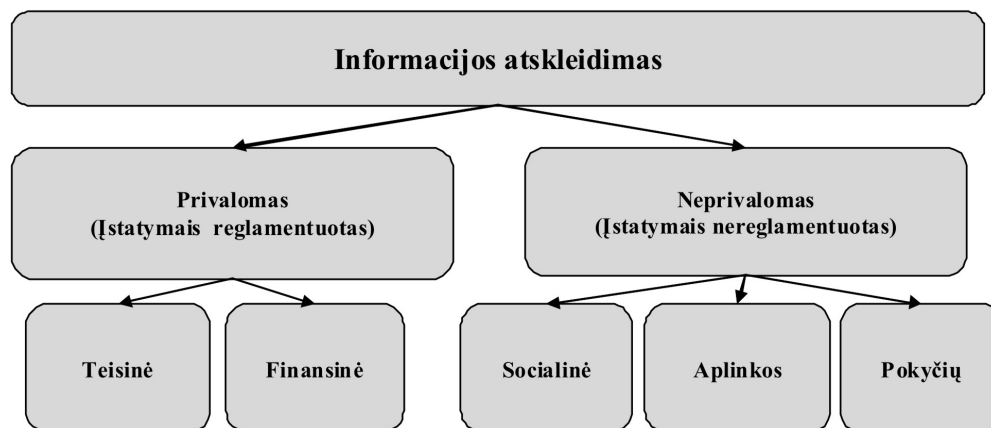 Informacijos atskleidimas
Privalomas
(Įstatymais reglamentuotas)
Neprivalomas
(Įstatymais nereglamentuotas)
Teisinė
Finansinė
Socialinė
Aplinkos
Pokyčių